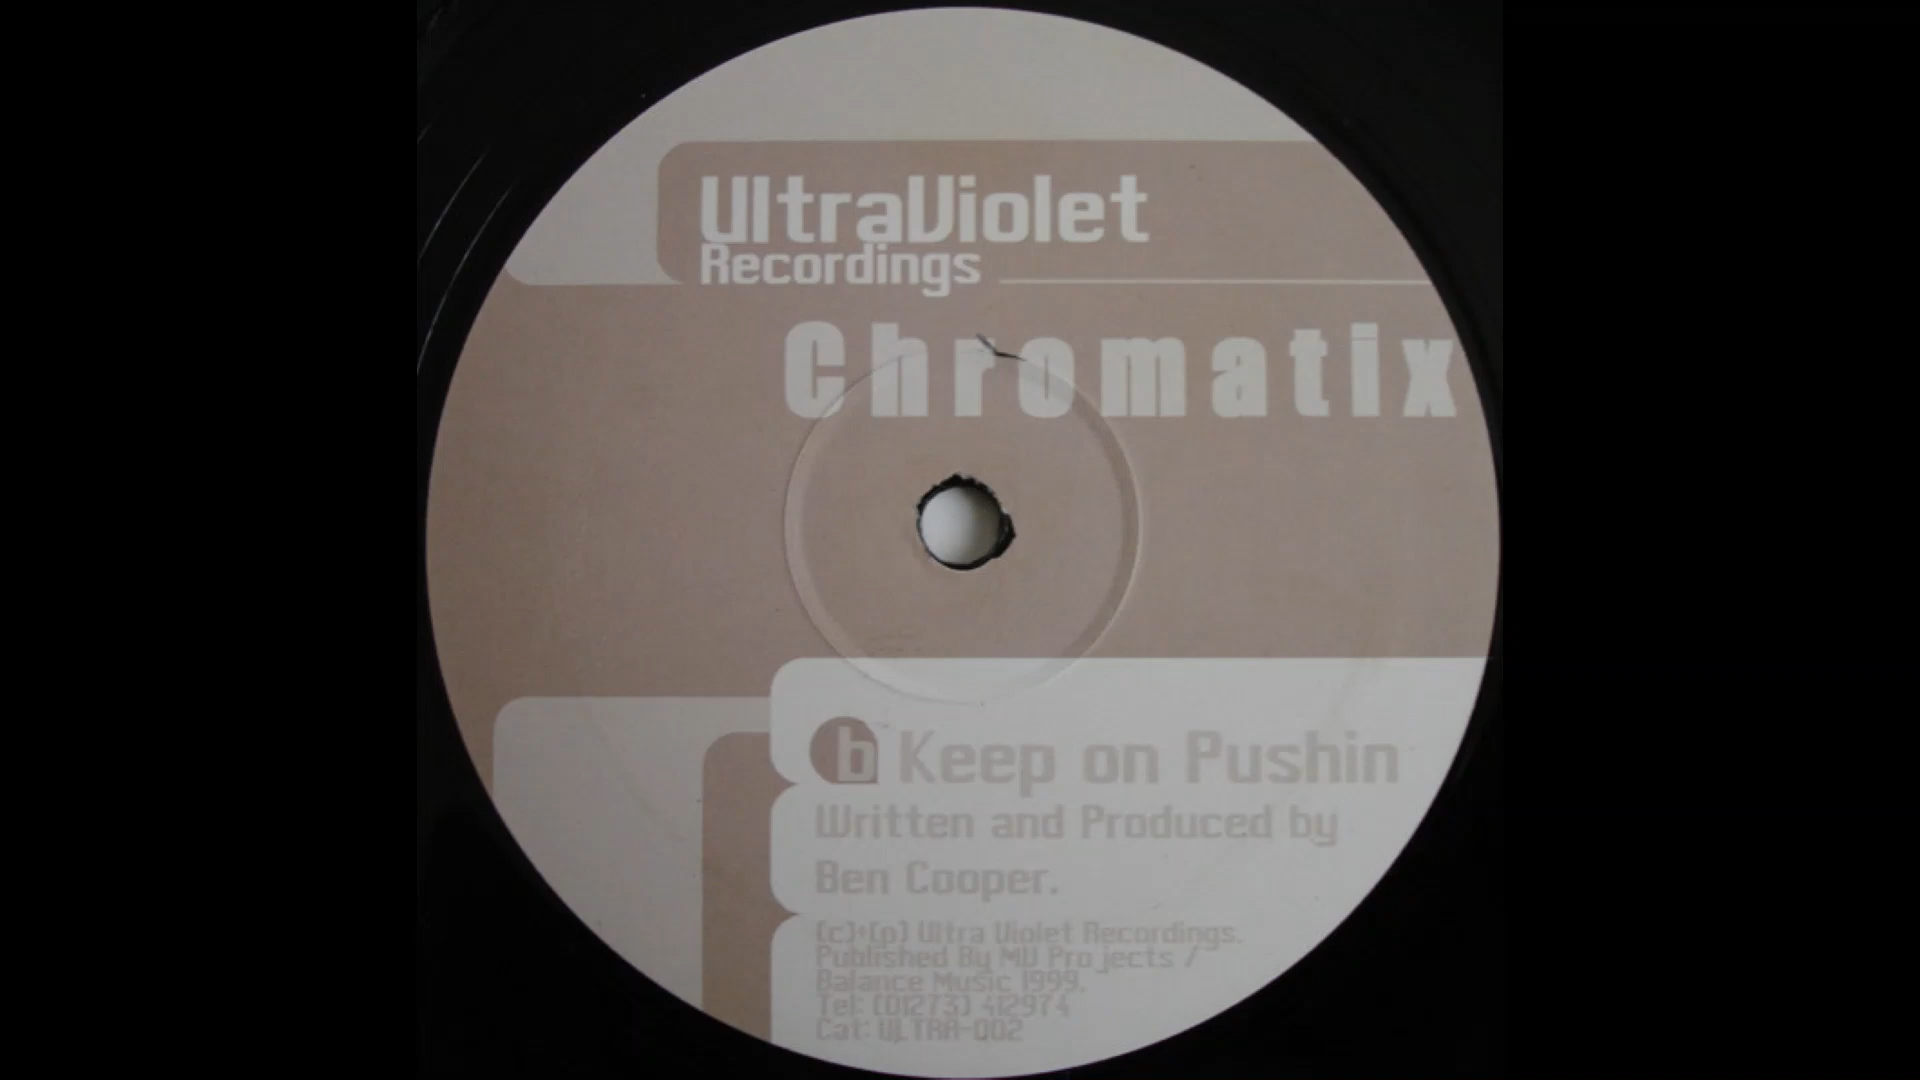 UltraViolet
Recordings
Chromatix
b Keep on Pushin
Written and Produced by
Ben Cooper.
(c)+(p) Ultra Violet Recordings.
Published By MU Projects /
Balance Music 1999.
Tel: (01273) 412974
Cat: ULTRA-002